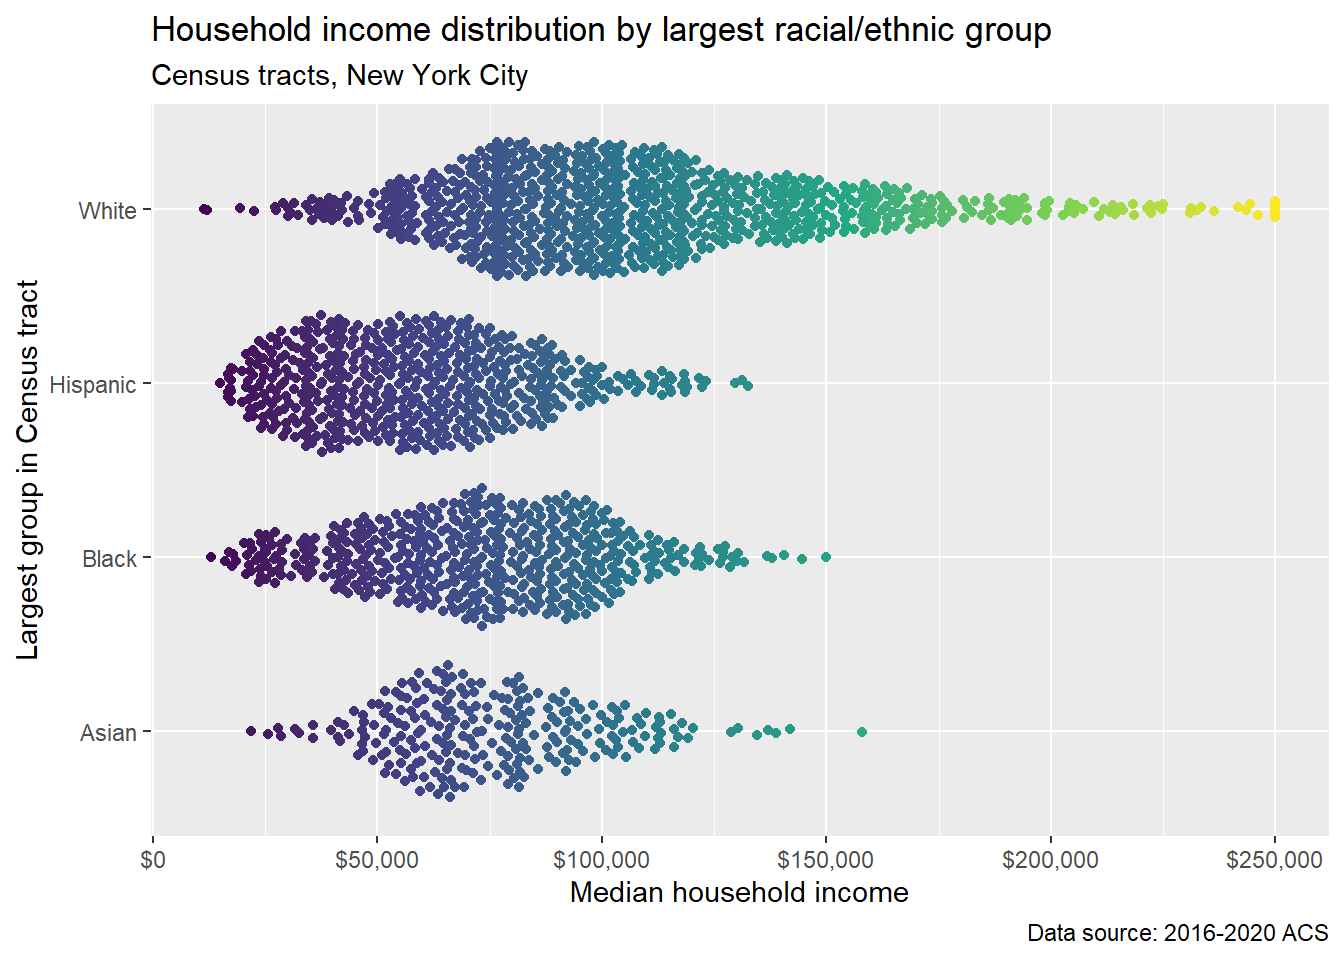 Household income distribution by largest racial/ethnic group
Census tracts, New York City
Largest group in Census tract
White
Hispanic
Black
Asian
$0 $50,000 $100,000 $150,000 $200,000 $250,000
Median household income
Data source: 2016-2020 ACS